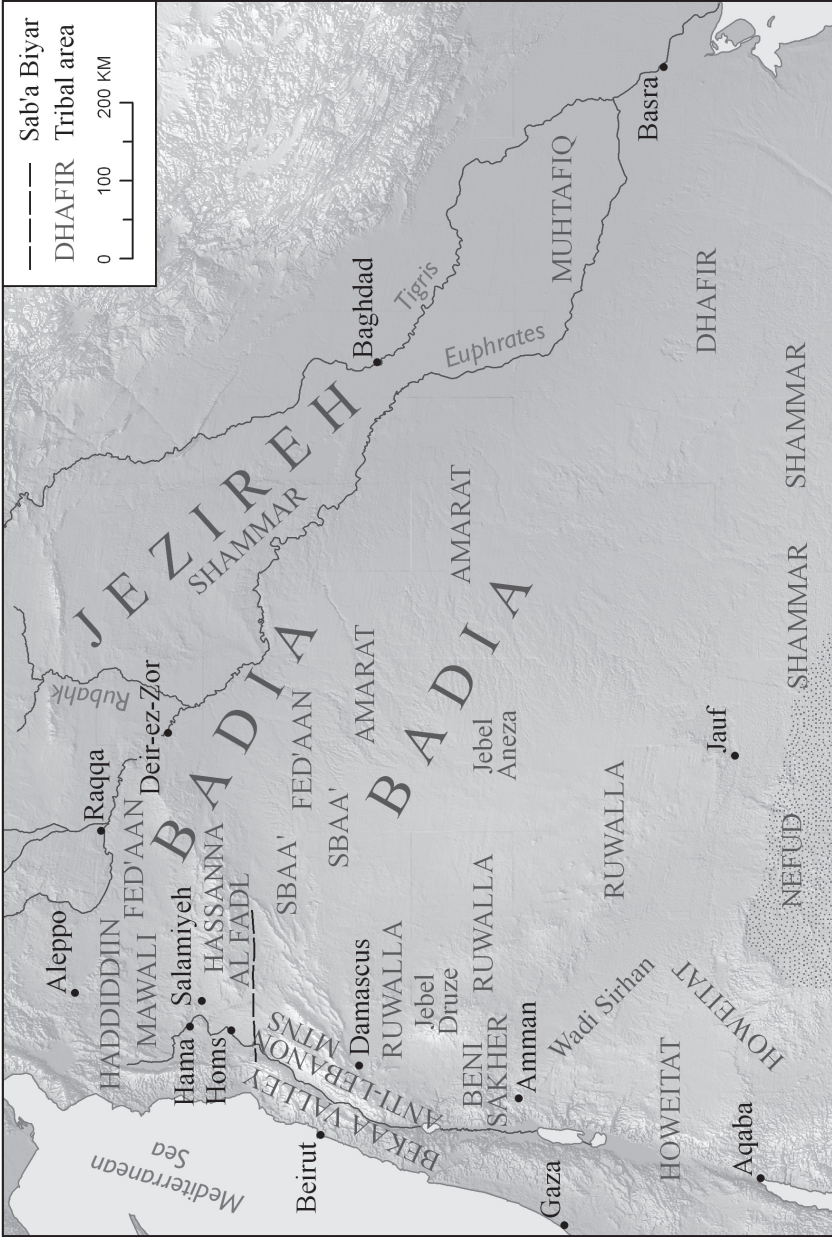 Sab'a Biyar
DHAFIR Tribal area
0 100 200 KM
Mediterranean
Sea
Aleppo
Raqqa
Rubahk
Deir-ez-Zor
HADDIDDIIN
MAWALI
FED'AAN
Hama
Salamiyeh
Homs
HASSANNA
AL FADL
BADIA
JEZIREH
SHAMMAR
BEKAA VALLEY
ANTI-LEBANON
MTNS
Beirut
Damascus
SBAA'
FED'AAN
SBAA'
AMARAT
Baghdad
Tigris
Euphrates
RUWALLA
Jebel
Druze
BADIA
AMARAT
BENI
SAKHER
RUWALLA
Jebel
Aneza
Amman
Gaza
MUHTAFIQ
Basra
Wadi Sirhan
RUWALLA
HOWEITAT
HOWEITAT
Jauf
DHAFIR
Aqaba
NEFUD
SHAMMAR
SHAMMAR